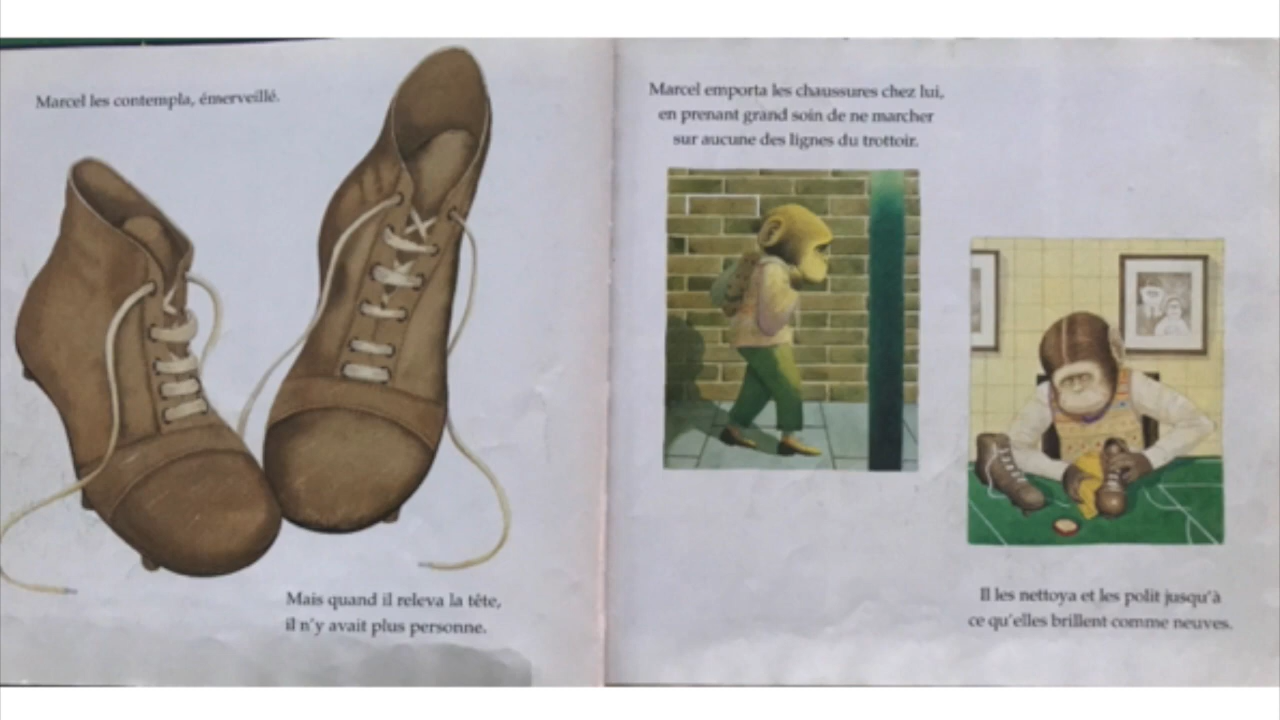 Marcel les contempla, émerveillé.
Mais quand il releva la tête,
il n'y avait plus personne.
Marcel emporta les chaussures chez lui,
en prenant grand soin de ne marcher
sur aucune des lignes du trottoir.
Il les nettoya et les polit jusqu'à
ce qu'elles brillent comme neuves.